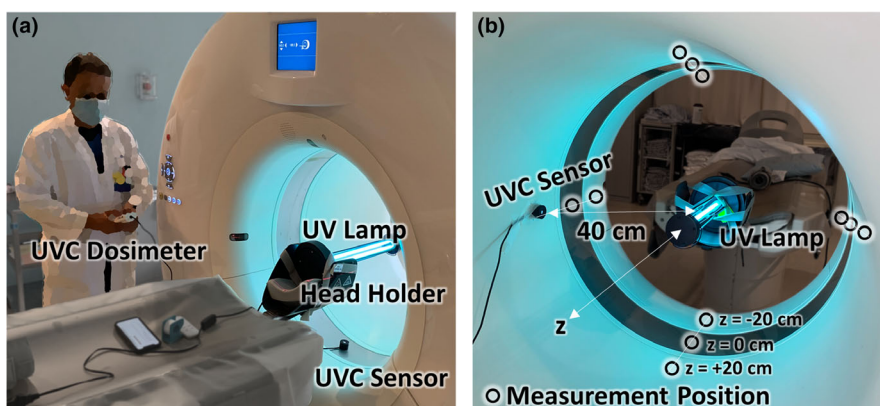 (a)
UVC Dosimeter
UV Lamp
Head Holder
UVC Sensor
(b)
UVC Sensor
40 cm
UV Lamp
z
z = -20 cm
z = 0 cm
z = +20 cm
Measurement Position